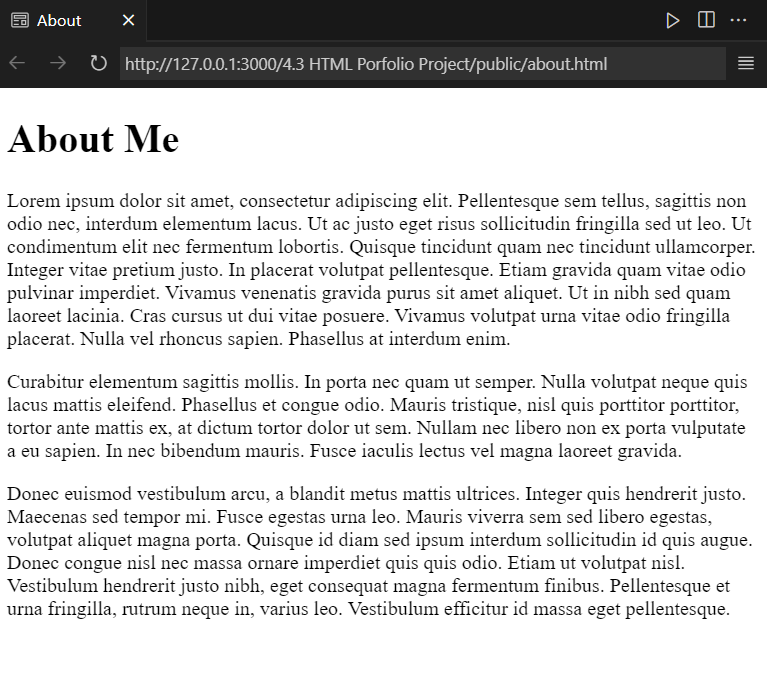 About
http://127.0.0.1:3000/4.3 HTML Porfolio Project/public/about.html
About Me
Lorem ipsum dolor sit amet, consectetur adipiscing elit. Pellentesque sem tellus, sagittis non
odio nec, interdum elementum lacus. Ut ac justo eget risus sollicitudin fringilla sed ut leo. Ut
condimentum elit nec fermentum lobortis. Quisque tincidunt quam nec tincidunt ullamcorper.
Integer vitae pretium justo. In placerat volutpat pellentesque. Etiam gravida quam vitae odio
pulvinar imperdiet. Vivamus venenatis gravida purus sit amet aliquet. Ut in nibh sed quam
laoreet lacinia. Cras cursus ut dui vitae posuere. Vivamus volutpat urna vitae odio fringilla
placerat. Nulla vel rhoncus sapien. Phasellus at interdum enim.
Curabitur elementum sagittis mollis. In porta nec quam ut semper. Nulla volutpat neque quis
lacus mattis eleifend. Phasellus et congue odio. Mauris tristique, nisl quis porttitor porttitor,
tortor ante mattis ex, at dictum tortor dolor ut sem. Nullam nec libero non ex porta vulputate
a eu sapien. In nec bibendum mauris. Fusce iaculis lectus vel magna laoreet gravida.
Donec euismod vestibulum arcu, a blandit metus mattis ultrices. Integer quis hendrerit justo.
Maecenas sed tempor mi. Fusce egestas urna leo. Mauris viverra sem sed libero egestas,
volutpat aliquet magna porta. Quisque id diam sed ipsum interdum sollicitudin id quis augue.
Donec congue nisl nec massa ornare imperdiet quis quis odio. Etiam ut volutpat nisl.
Vestibulum hendrerit justo nibh, eget consequat magna fermentum finibus. Pellentesque et
urna fringilla, rutrum neque in, varius leo. Vestibulum efficitur id massa eget pellentesque.